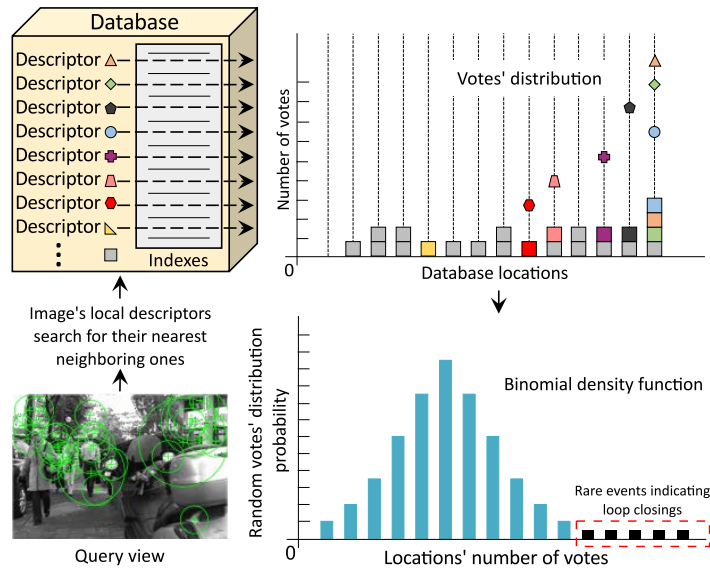 Database
Descriptor
Descriptor
Descriptor
Descriptor
Descriptor
Descriptor
Descriptor
Descriptor
Indexes
Image's local descriptors
search for their nearest
neighboring ones
Query view
Votes' distribution
Number of votes
0
Database locations
Binomial density function
Random votes' distribution
probability
Rare events indicating
loop closings
0
Locations' number of votes